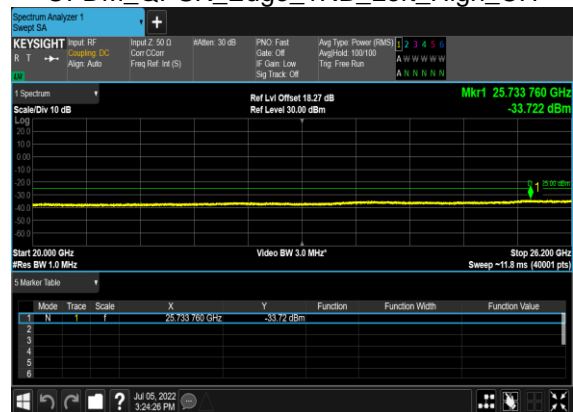 Spectrum Analyzer 1
Swept SA
+
KEYSIGHT Input: RF Input Z: 50 Ω #Atten: 30 dB PNO: Fast Avg Type: Power (RMS) 1 2 3 4 5 6
R T Coupling: DC Corr CCorr Gate: Off Avg|Hold: 100/100 A W W W W W
Align: Auto Freq Ref: Int (S) IF Gain: Low Trig: Free Run
LU Sig Track: Off A N N N N N
1 Spectrum Ref Lvl Offset 18.27 dB Mkr1 25.733 760 GHz
Scale/Div 10 dB Ref Level 30.00 dBm -33.722 dBm
Log
20.0
10.0
0.00
-10.0
-20.0
1
-30.0
-40.0
-50.0
-60.0
Start 20.000 GHz Video BW 3.0 MHz* Stop 26.200 GHz
#Res BW 1.0 MHz Sweep ~11.8 ms (40001 pts)
5 Marker Table
Mode Trace Scale X Y Function Function Width Function Value
1 N 1 f 25.733 760 GHz -33.72 dBm
2
3
4
5
6
? Jul 05, 2022
3:24:26 PM